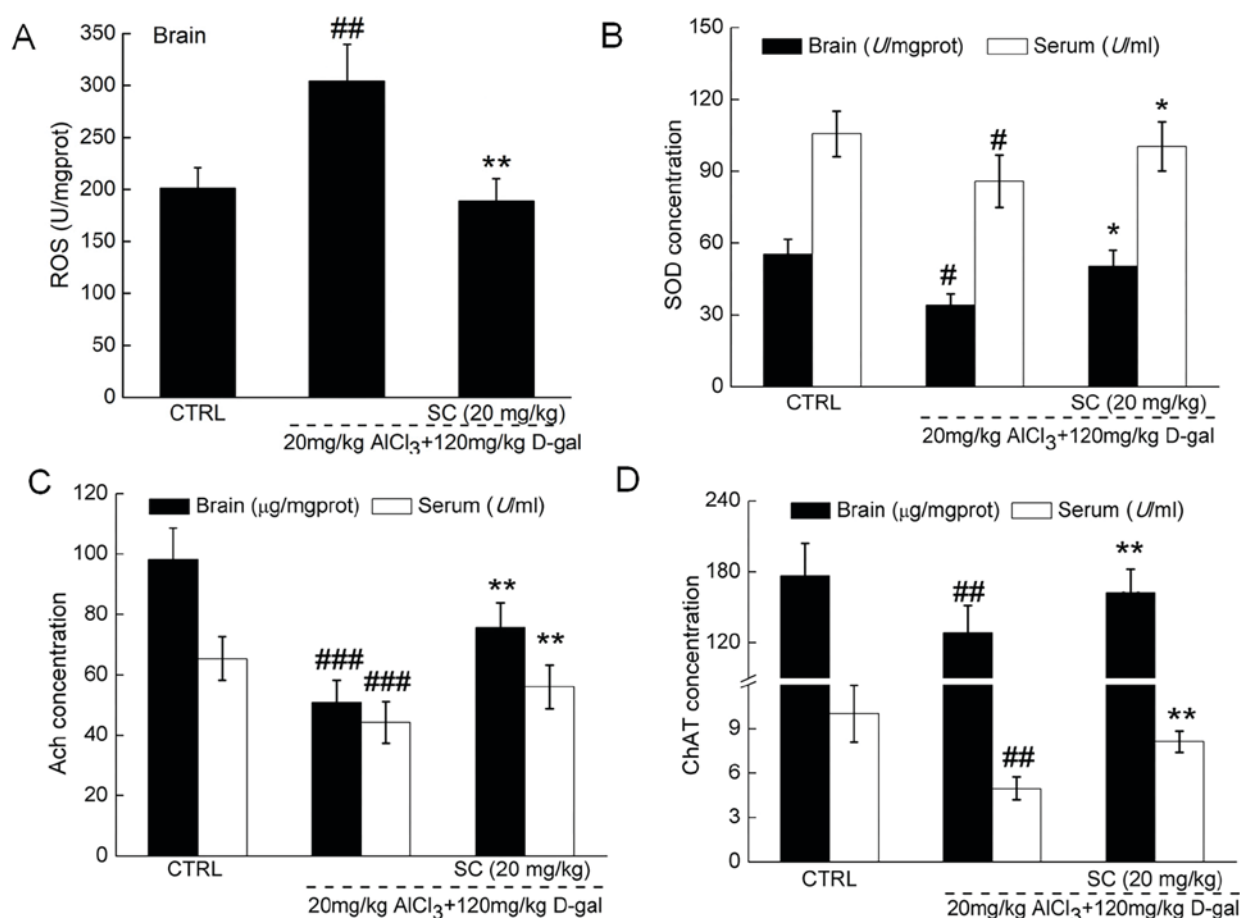 A
Brain
##
**
ROS (U/mgprot)
350
300
250
200
150
100
50
0
CTRL
SC (20 mg/kg)
20mg/kg AlCl3+120mg/kg D-gal
B
Brain (U/mgprot)
Serum (U/ml)
#
#
*
*
SOD concentration
150
120
90
60
30
0
CTRL
SC (20 mg/kg)
20mg/kg AlCl3+120mg/kg D-gal
C
Brain (μg/mgprot)
Serum (U/ml)
###
###
**
**
Ach concentration
120
100
80
60
40
20
0
CTRL
SC (20 mg/kg)
20mg/kg AlCl3+120mg/kg D-gal
D
Brain (μg/mgprot)
Serum (U/ml)
##
##
**
**
ChAT concentration
240
180
120
9
6
3
0
CTRL
SC (20 mg/kg)
20mg/kg AlCl3+120mg/kg D-gal